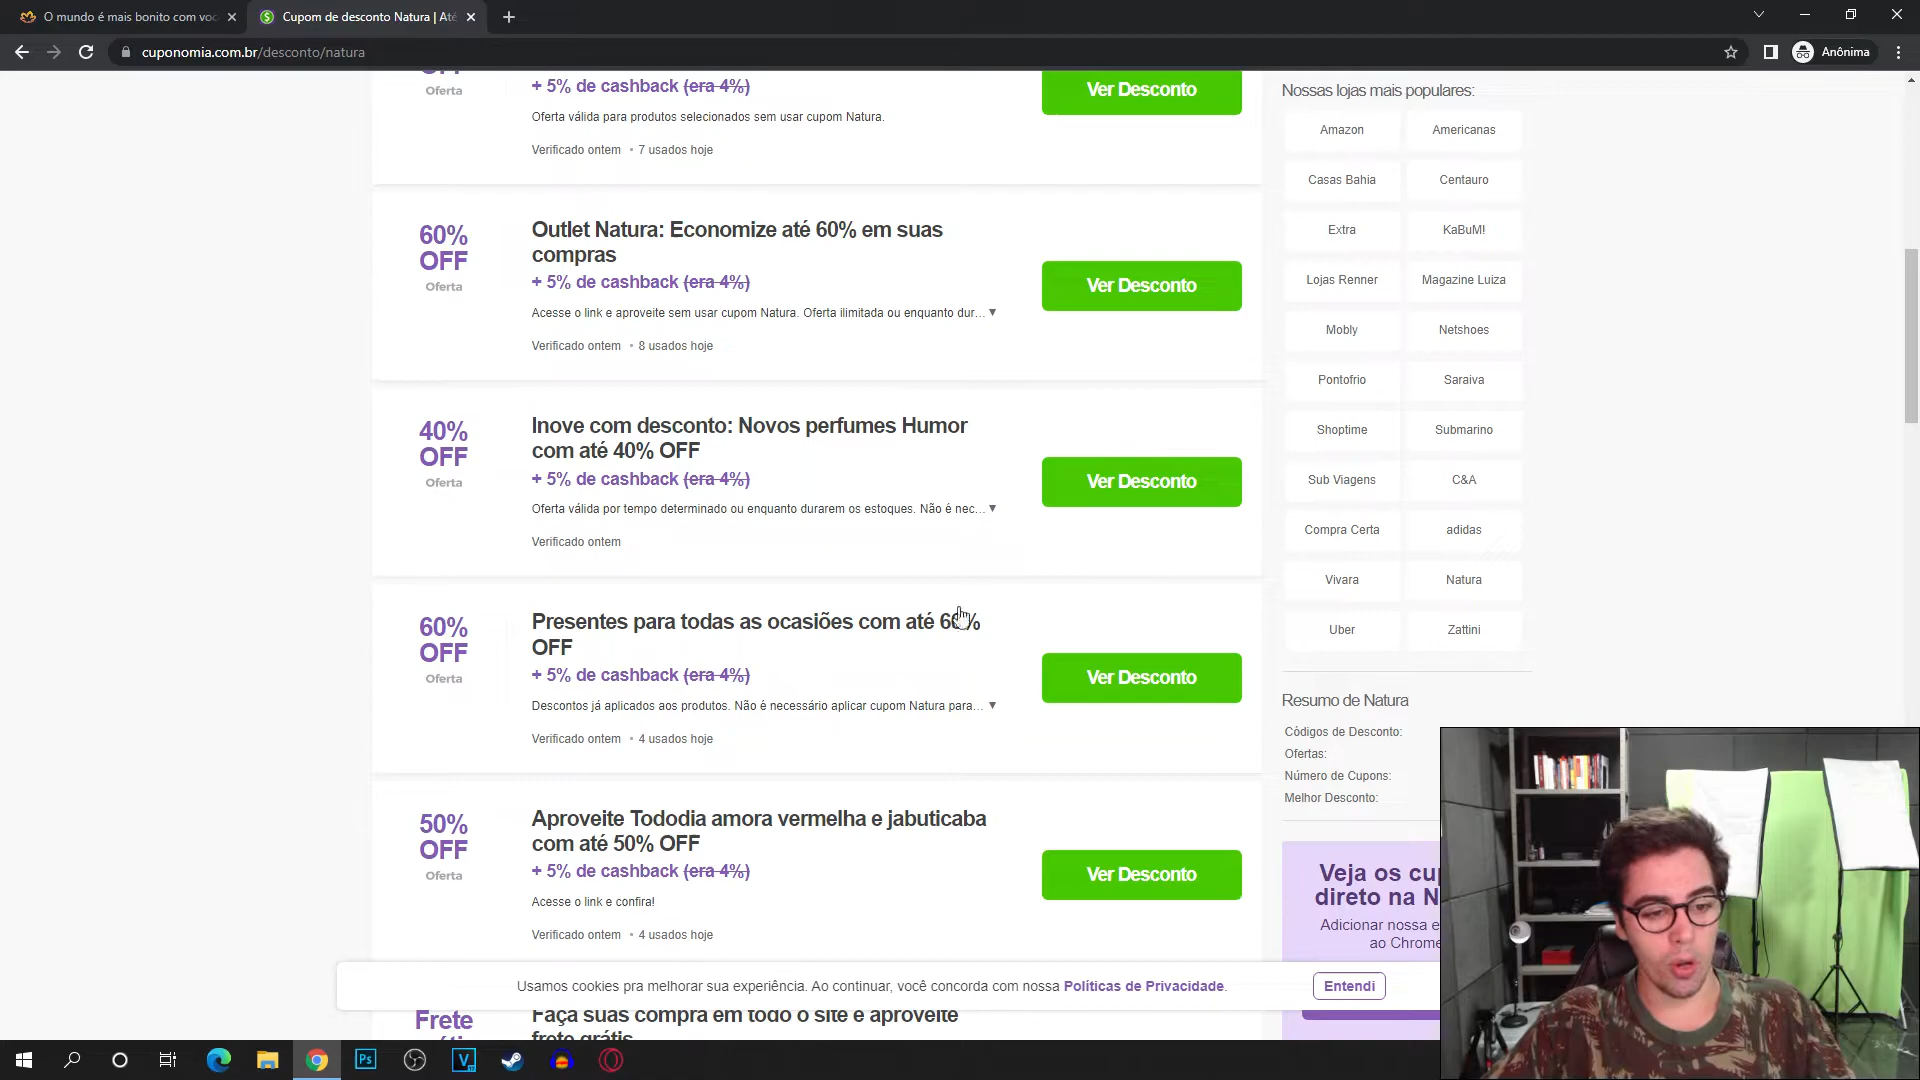 O mundo é mais bonito com voc
Cupom de desconto Natura | Até
cuponomia.com.br/desconto/natura
Anônima
OFF
Oferta
+ 5% de cashback (era 4%)
Oferta válida para produtos selecionados sem usar cupom Natura.
Verificado ontem • 7 usados hoje
Ver Desconto
60%
OFF
Oferta
Outlet Natura: Economize até 60% em suas
compras
+ 5% de cashback (era 4%)
Acesse o link e aproveite sem usar cupom Natura. Oferta ilimitada ou enquanto dur... ▼
Verificado ontem • 8 usados hoje
Ver Desconto
40%
OFF
Oferta
Inove com desconto: Novos perfumes Humor
com até 40% OFF
+ 5% de cashback (era 4%)
Oferta válida por tempo determinado ou enquanto durarem os estoques. Não é nec... ▼
Verificado ontem
Ver Desconto
60%
OFF
Oferta
Presentes para todas as ocasiões com até 60%
OFF
+ 5% de cashback (era 4%)
Descontos já aplicados aos produtos. Não é necessário aplicar cupom Natura para... ▼
Verificado ontem • 4 usados hoje
Ver Desconto
50%
OFF
Oferta
Aproveite Tododia amora vermelha e jabuticaba
com até 50% OFF
+ 5% de cashback (era 4%)
Acesse o link e confira!
Verificado ontem • 4 usados hoje
Ver Desconto
Frete
Faça suas compra em todo o site e aproveite
frete grátis
Usamos cookies pra melhorar sua experiência. Ao continuar, você concorda com nossa Políticas de Privacidade.
Entendi
Nossas lojas mais populares:
Amazon
Americanas
Casas Bahia
Centauro
Extra
KaBuM!
Lojas Renner
Magazine Luiza
Mobly
Netshoes
Pontofrio
Saraiva
Shoptime
Submarino
Sub Viagens
C&A
Compra Certa
adidas
Vivara
Natura
Uber
Zattini
Resumo de Natura
Códigos de Desconto:
Ofertas:
Número de Cupons:
Melhor Desconto:
Veja os cu
direto na N
Adicionar nossa e
ao Chrome
Ps
V